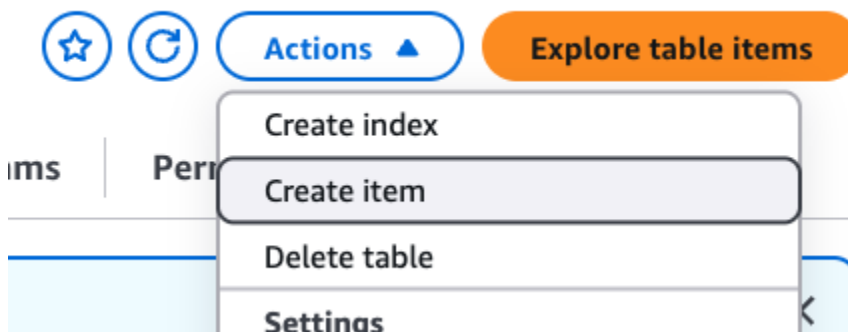 Actions
Explore table items
Create index
Create item
Delete table
Settings